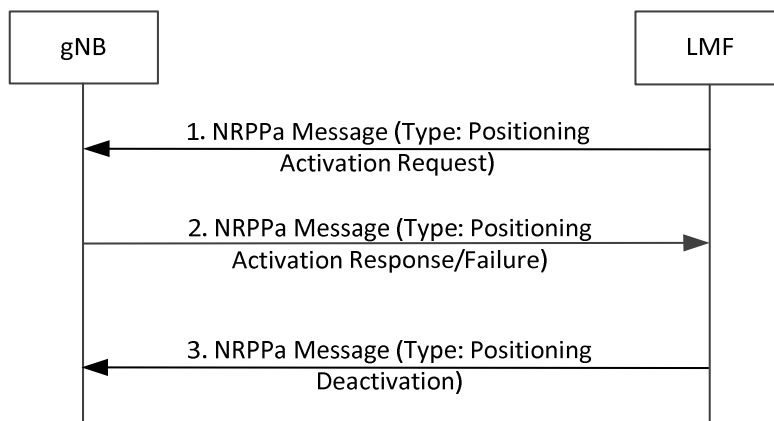 gNB
LMF
1. NRPPa Message (Type: Positioning
Activation Request)
2. NRPPa Message (Type: Positioning
Activation Response/Failure)
3. NRPPa Message (Type: Positioning
Deactivation)